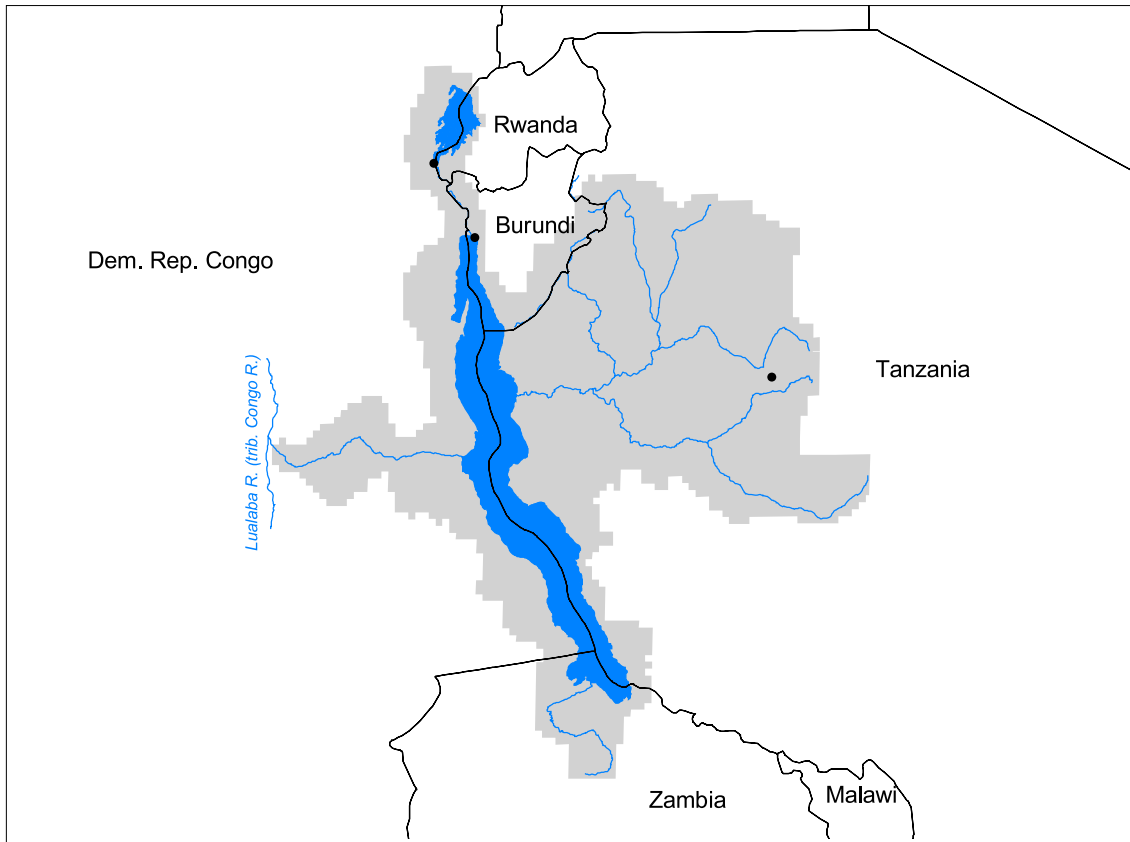 Rwanda
Burundi
Dem. Rep. Congo
Tanzania
Lualaba R. (trib. Congo R.)
Zambia
Malawi